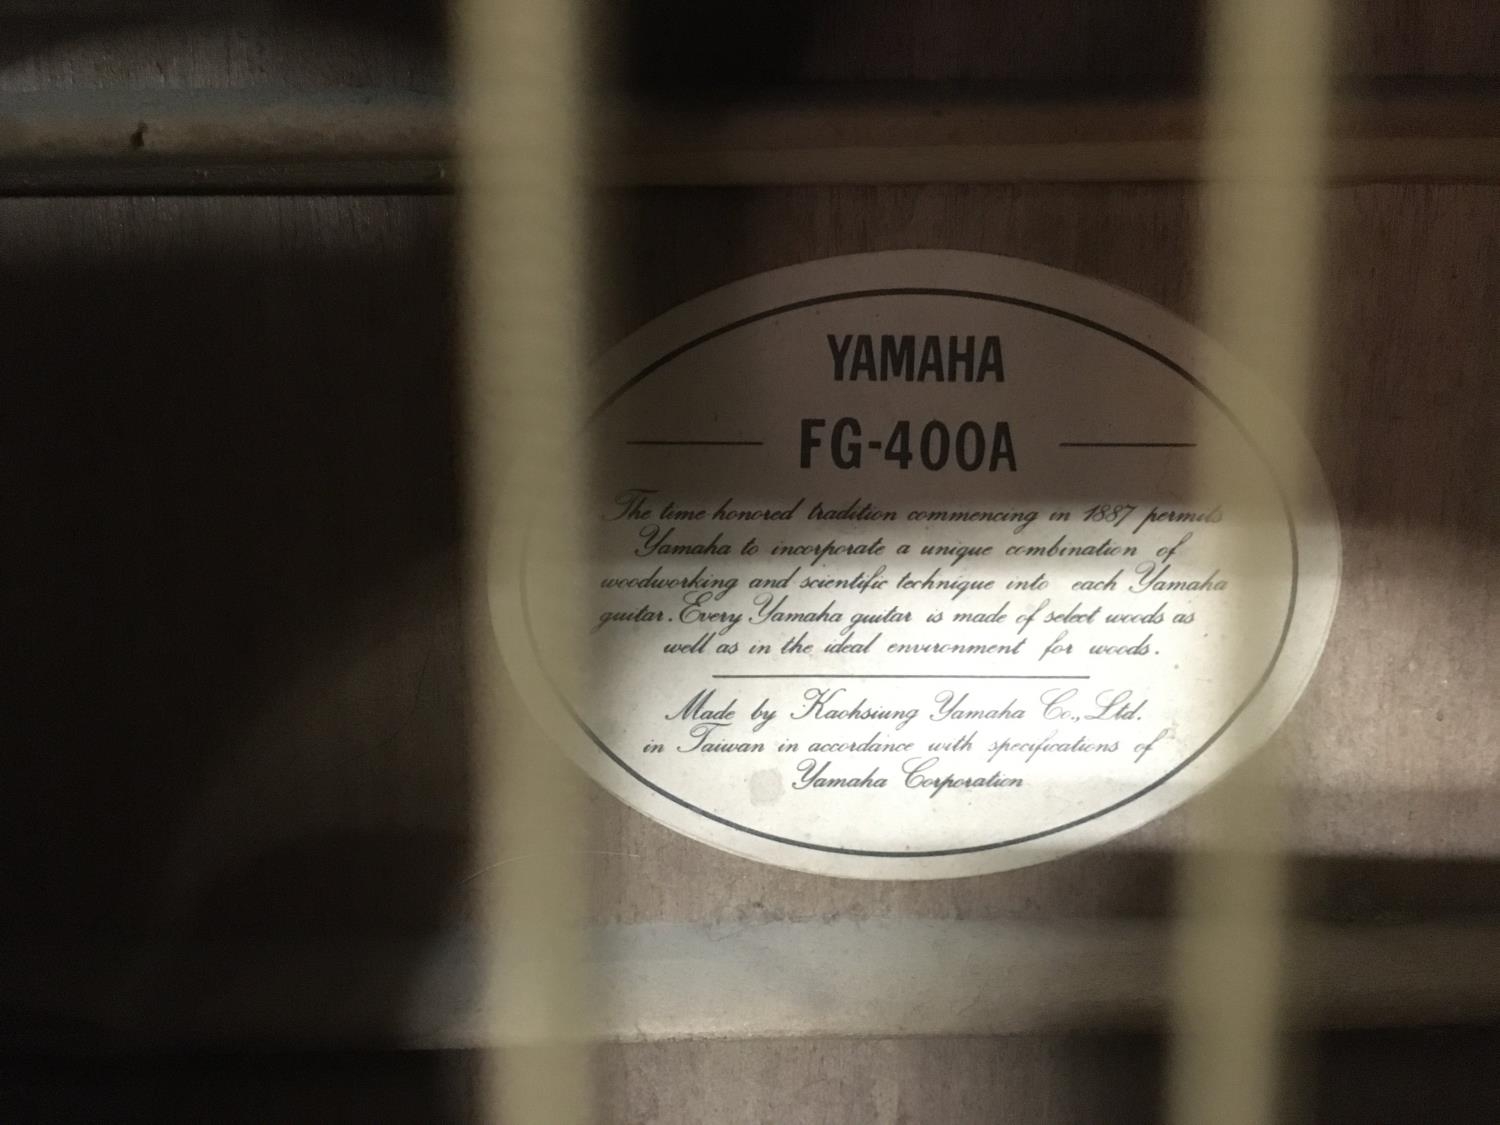 YAMAHA
FG-400A
The time-honored tradition commencing in 1887 permits
Yamaha to incorporate a unique combination of
woodworking and scientific technique into each Yamaha
guitar. Every Yamaha guitar is made of select woods as
well as in the ideal environment for woods.
Made by Kaohsiung Yamaha Co., Ltd.
in Taiwan in accordance with specifications of
Yamaha Corporation